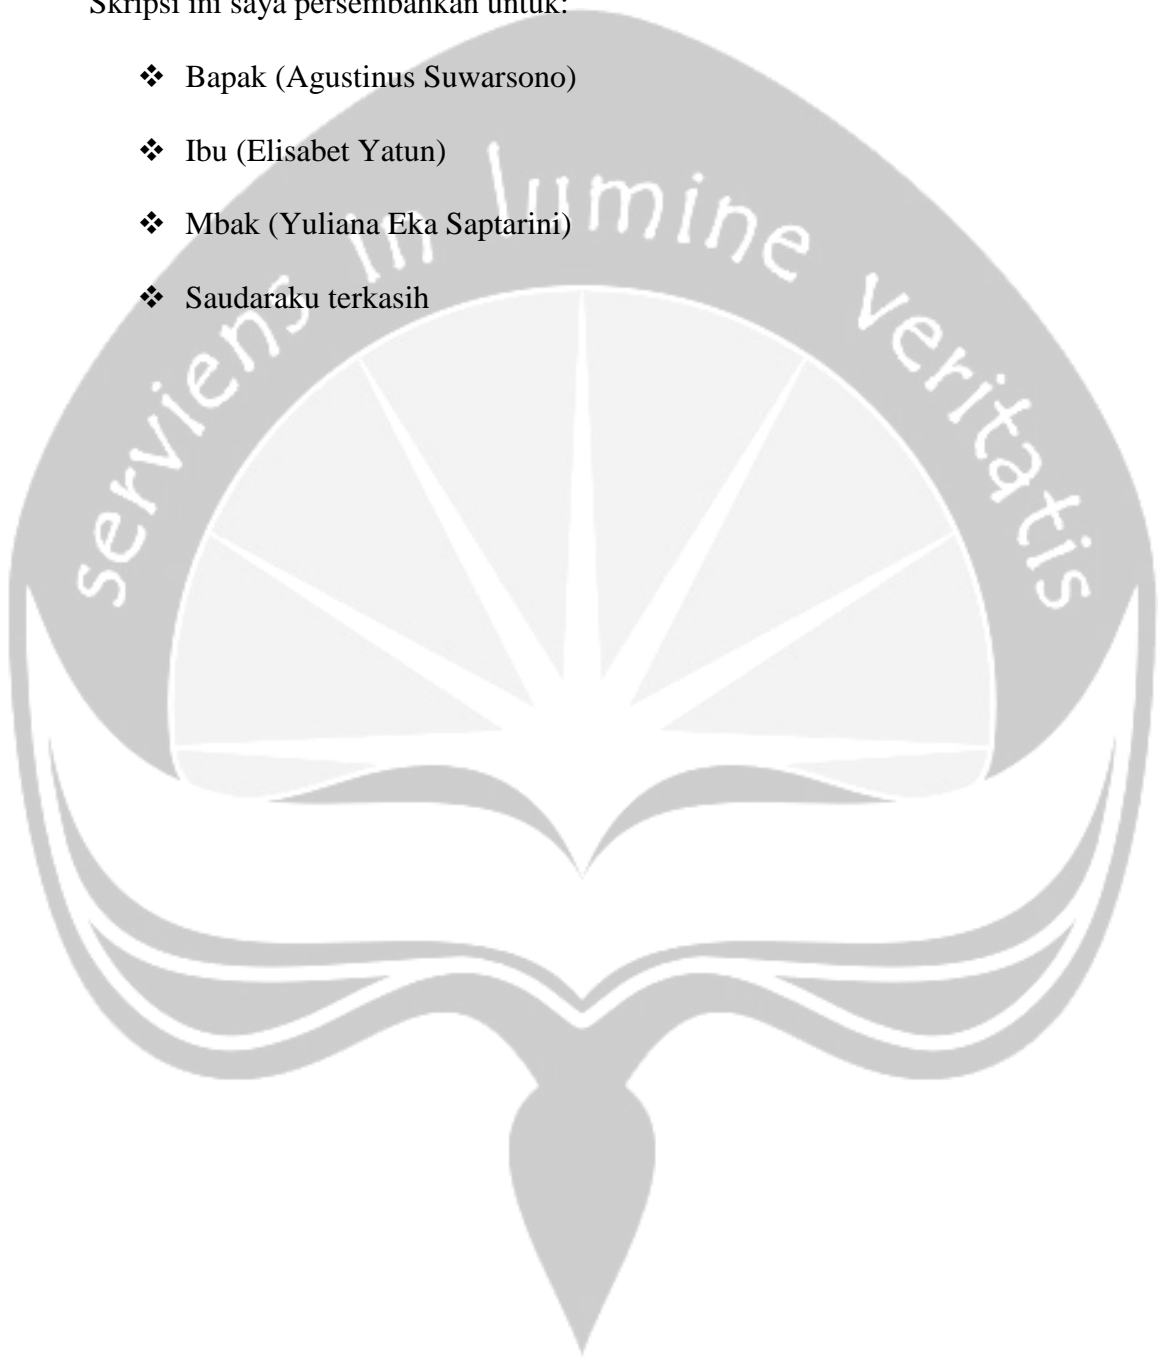 Skripsi ini saya persembahkan untuk:
❖ Bapak (Agustinus Suwarsono)
❖ Ibu (Elisabet Yatun)
❖ Mbak (Yuliana Eka Saptarini)
❖ Saudaraku terkasih
serviens in lumine veritatis